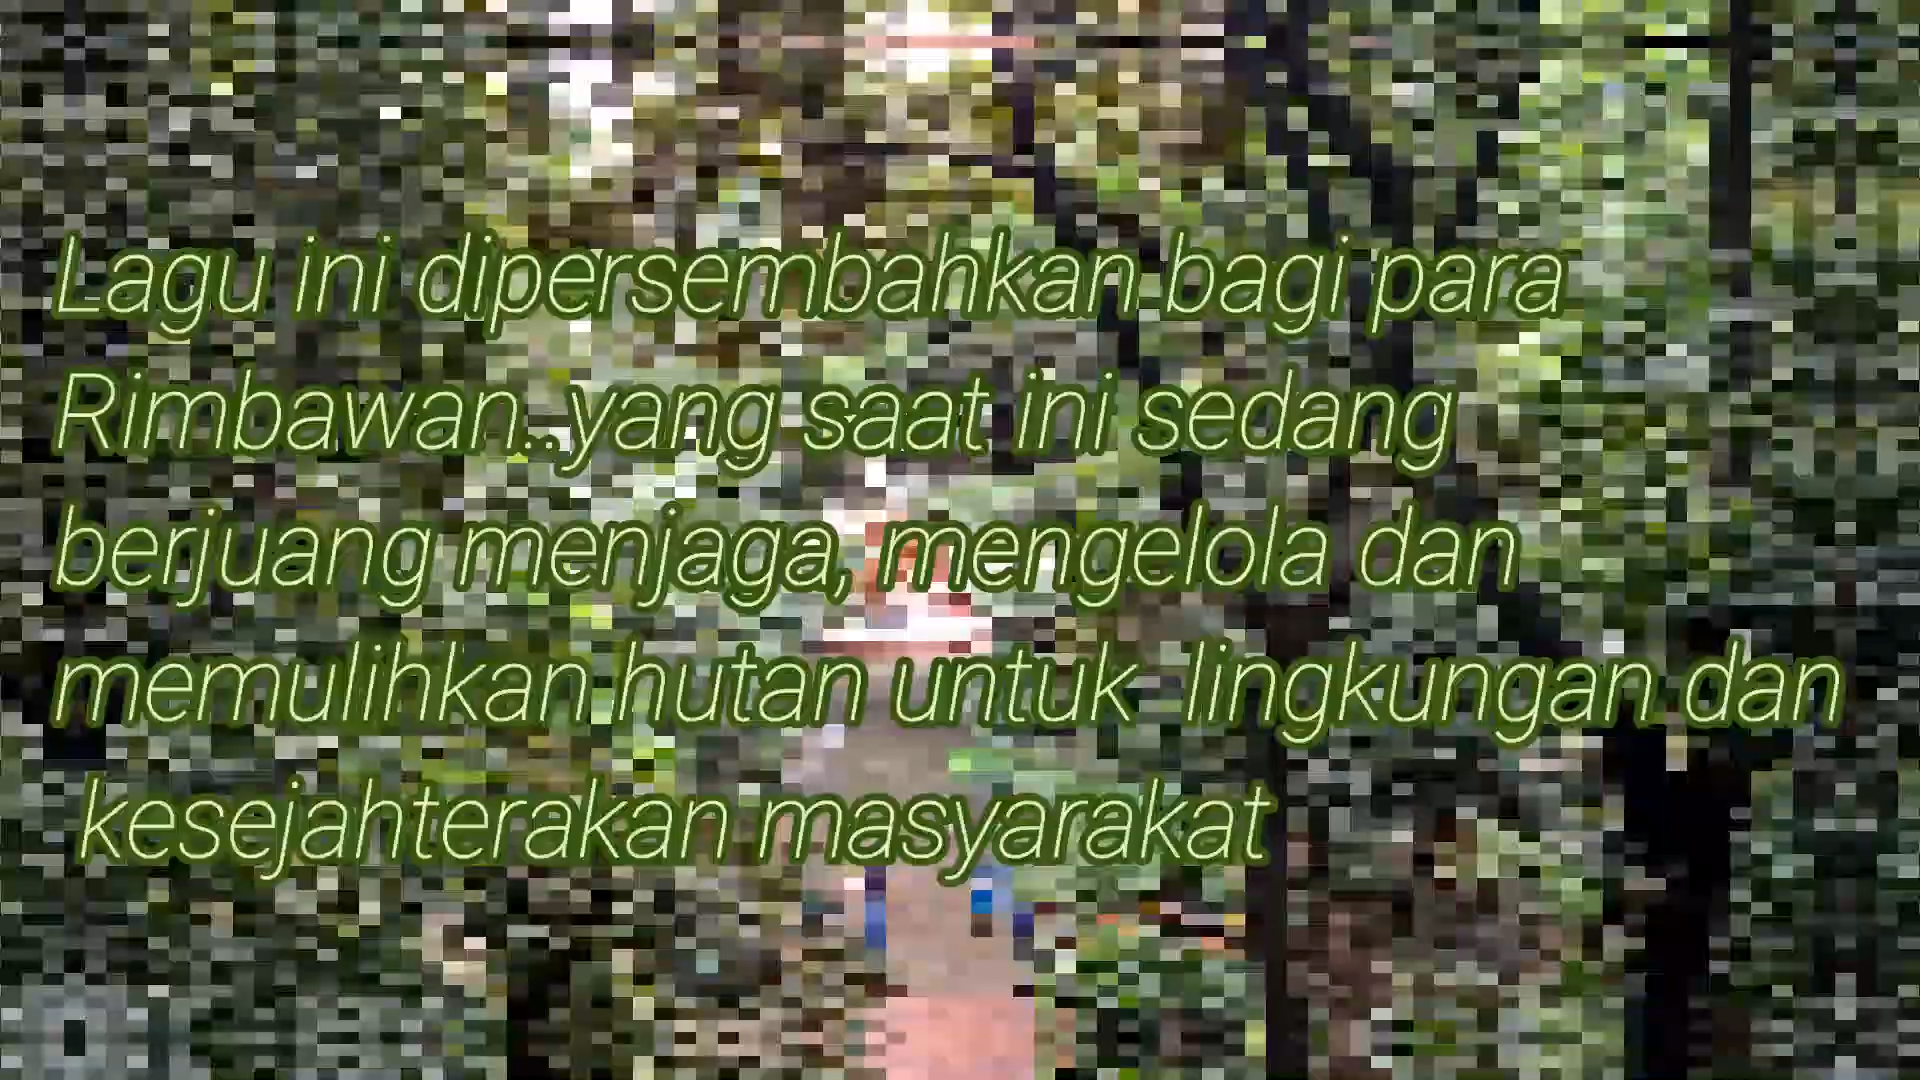 Lagu ini dipersembahkan bagi para
Rimbawan..yang saat ini sedang
berjuang menjaga, mengelola dan
memulihkan hutan untuk  lingkungan dan
kesejahterakan masyarakat